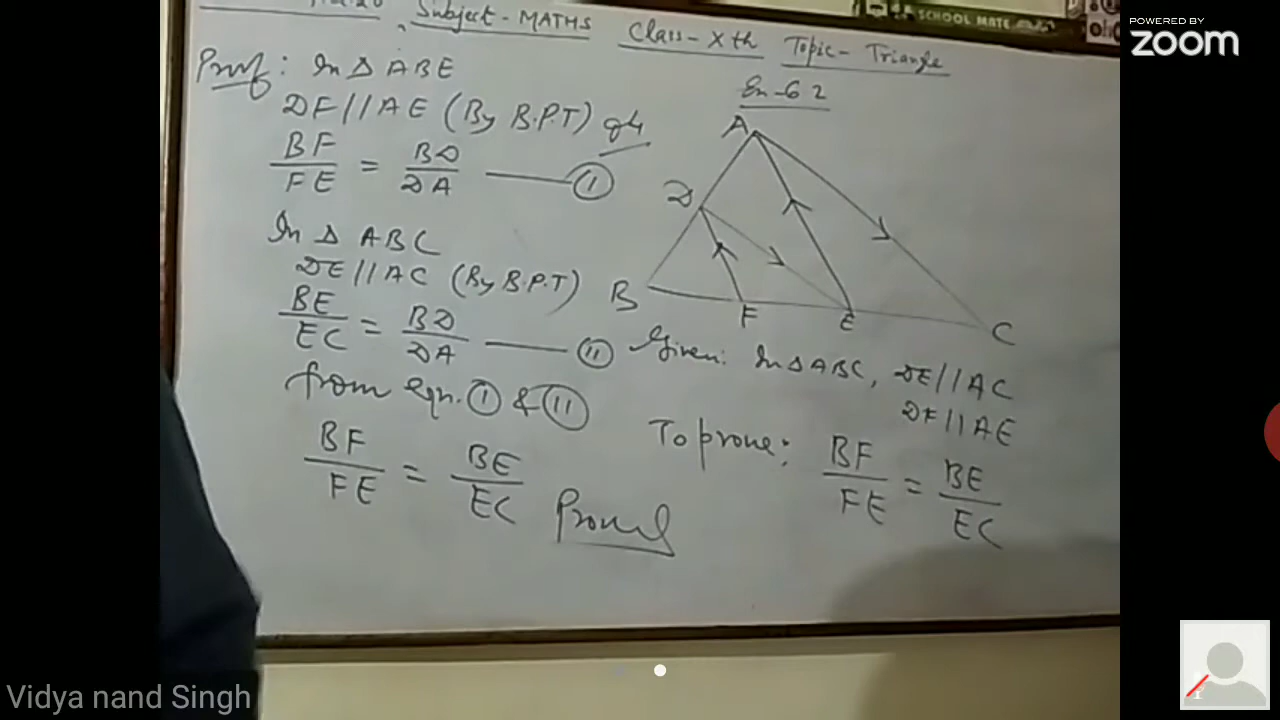 Subject - MATHS Class - Xth Topic - Triangle
SCHOOL MATE
POWERED BY
zoom
Ex - 6 2
Proof: In Δ ABE
DF // AE (By B.P.T)
BF/FE = BD/DA —— (I)
In Δ ABC
DE // AC (By B.P.T)
BE/EC = BD/DA —— (II)
from eqn. (I) & (II)
BF/FE = BE/EC Proved
A
D
B
F
E
C
Given: In Δ ABC, DE // AC
DF // AE
To prove: BF/FE = BE/EC
Vidya nand Singh